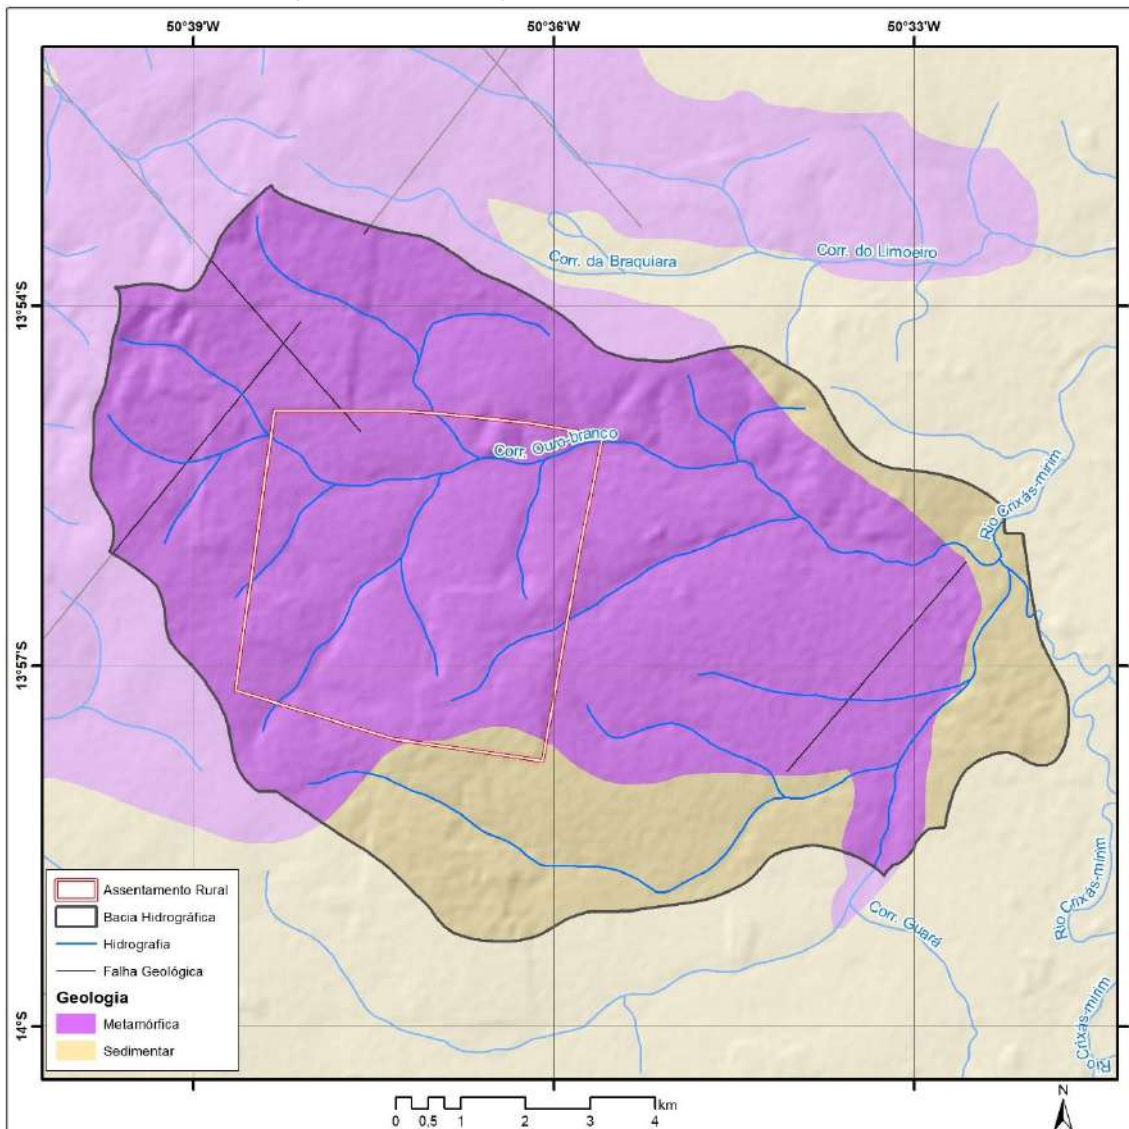 50°39'W
50°36'W
50°33'W
Corr. da Braquiara
Corr. do Limoeiro
13°54'S
Corr. Ouro-branco
Rio Crixás-mirim
13°57'S
Assentamento Rural
Bacia Hidrográfica
Hidrografia
Falha Geológica
Geologia
Metamórfica
Sedimentar
Corr. Guará
Rio Crixás-mirim
14°S
Rio
Crixás-mirim
N
km
0 0,5 1 2 3 4